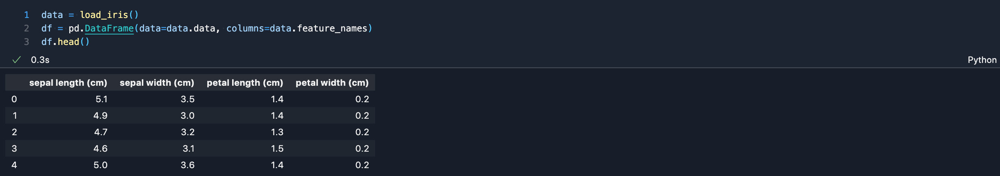 1 data = load_iris()
2 df = pd.DataFrame(data=data.data, columns=data.feature_names)
3 df.head()
0.3s Python
sepal length (cm) sepal width (cm) petal length (cm) petal width (cm)
0 5.1 3.5 1.4 0.2
1 4.9 3.0 1.4 0.2
2 4.7 3.2 1.3 0.2
3 4.6 3.1 1.5 0.2
4 5.0 3.6 1.4 0.2